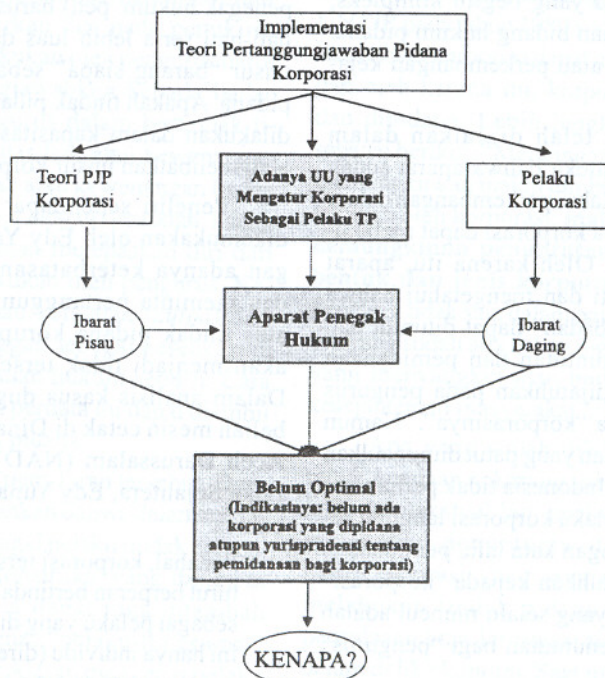 Implementasi
Teori Pertanggungjawaban Pidana
Korporasi
Teori PJP
Korporasi
Adanya UU yang
Mengatur Korporasi
Sebagai Pelaku TP
Pelaku
Korporasi
Ibarat
Pisau
Aparat Penegak
Hukum
Ibarat
Daging
Belum Optimal
(Indikasinya: belum ada
korporasi yang dipidana
ataupun yurisprudensi tentang
pemidanaan bagi korporasi)
KENAPA?